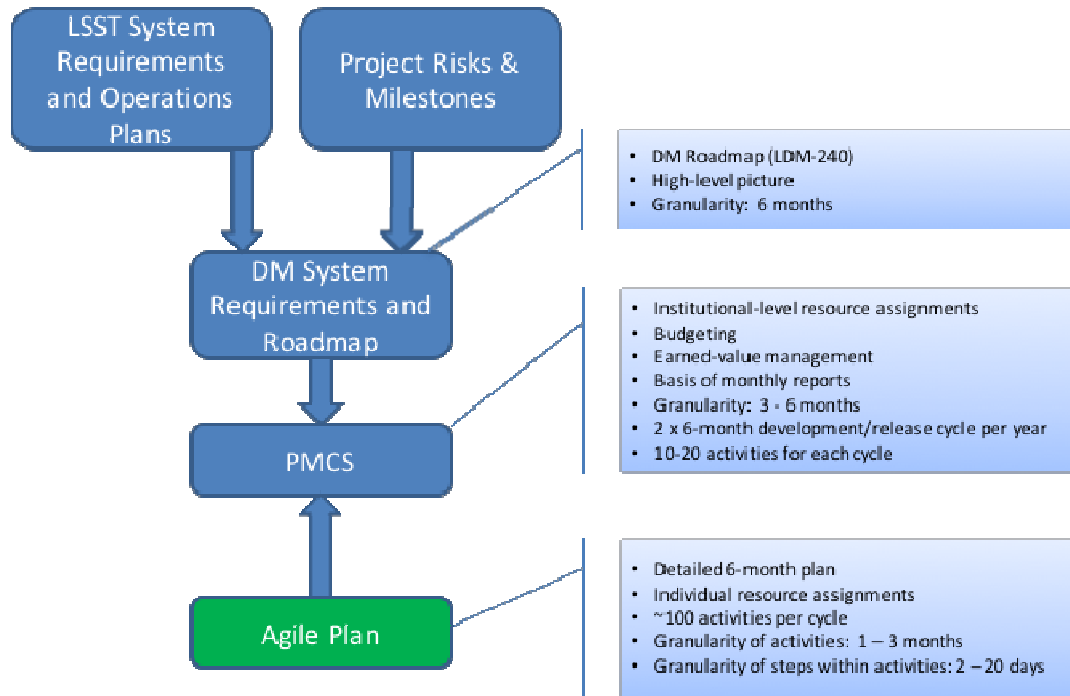 LSST System
Requirements
and Operations
Plans
Project Risks &
Milestones
• DM Roadmap (LDM-240)
• High-level picture
• Granularity: 6 months
DM System
Requirements and
Roadmap
• Institutional-level resource assignments
• Budgeting
• Earned-value management
• Basis of monthly reports
• Granularity: 3 - 6 months
• 2 x 6-month development/release cycle per year
• 10-20 activities for each cycle
PMCS
• Detailed 6-month plan
• Individual resource assignments
• ~100 activities per cycle
• Granularity of activities: 1 – 3 months
• Granularity of steps within activities: 2 – 20 days
Agile Plan